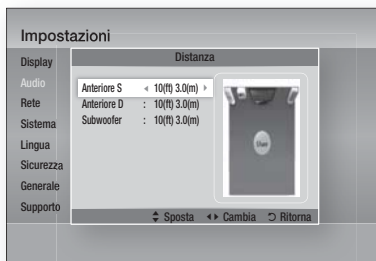 Impostazioni
Display
Audio
Rete
Sistema
Lingua
Sicurezza
Generale
Supporto
Distanza
Anteriore S ◄ 10(ft) 3.0(m) ►
Anteriore D : 10(ft) 3.0(m)
Subwoofer : 10(ft) 3.0(m)
Sposta Cambia Ritorna